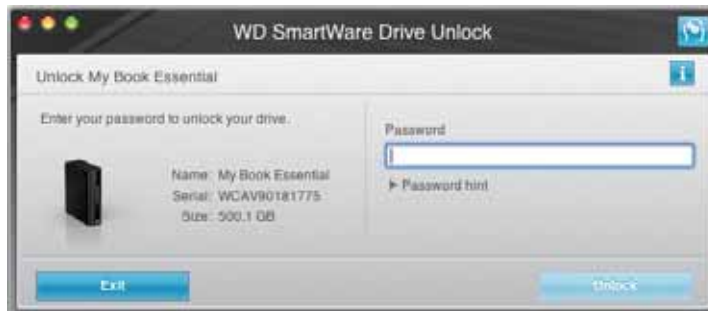 WD SmartWare Drive Unlock
Unlock My Book Essential
Enter your password to unlock your drive.
Name: My Book Essential
Serial: WCAV90181775
Size: 500.1 GB
Password
Password hint
Exit
Unlock